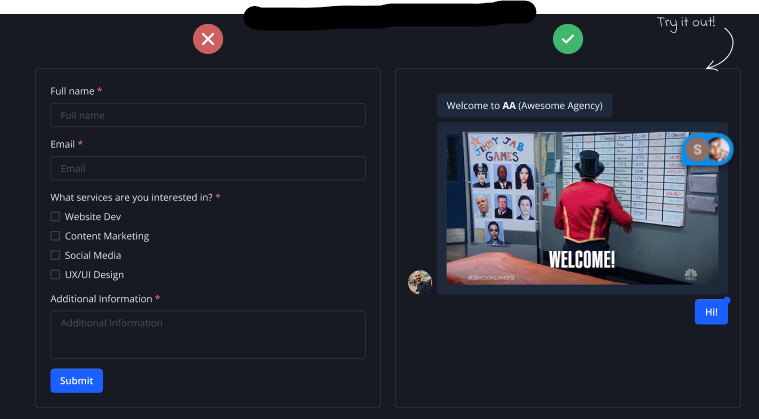 Try it out!
Full name *
Full name
Email *
Email
What services are you interested in? *
Website Dev
Content Marketing
Social Media
UX/UI Design
Additional Information *
Additional Information
Submit
Welcome to AA (Awesome Agency)
JIMMY JAB
GAMES
S
WELCOME!
#BROOKLYN99
NBC
Hi!